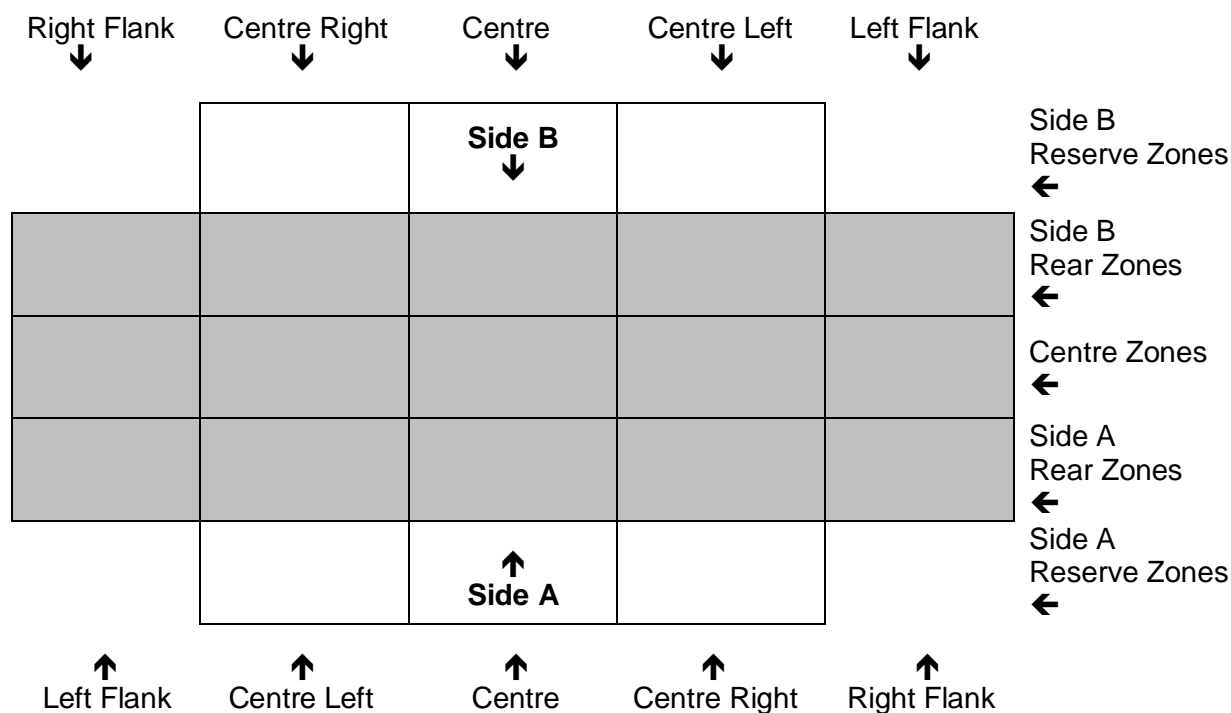 Right Flank Centre Right Centre Centre Left Left Flank
Side B
Reserve Zones
Side B
Side B
Rear Zones
Centre Zones
Side A
Rear Zones
Side A
Reserve Zones
Side A
Left Flank Centre Left Centre Centre Right Right Flank